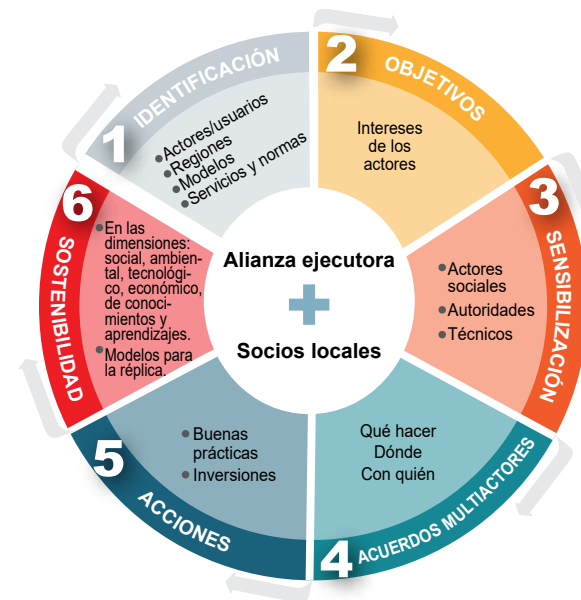 1
IDENTIFICACIÓN
• Actores/usuarios
• Regiones
• Modelos
• Servicios y normas
2
OBJETIVOS
Intereses
de los
actores
3
SENSIBILIZACIÓN
• Actores
sociales
• Autoridades
• Técnicos
4
ACUERDOS MULTIACTORES
Qué hacer
Dónde
Con quién
5
ACCIONES
• Buenas
prácticas
• Inversiones
6
SOSTENIBILIDAD
• En las
dimensiones:
social, ambien-
tal, tecnológi-
co, económico,
de conoci-
mientos y
aprendizajes.
• Modelos para
la réplica.
Alianza ejecutora
+
Socios locales